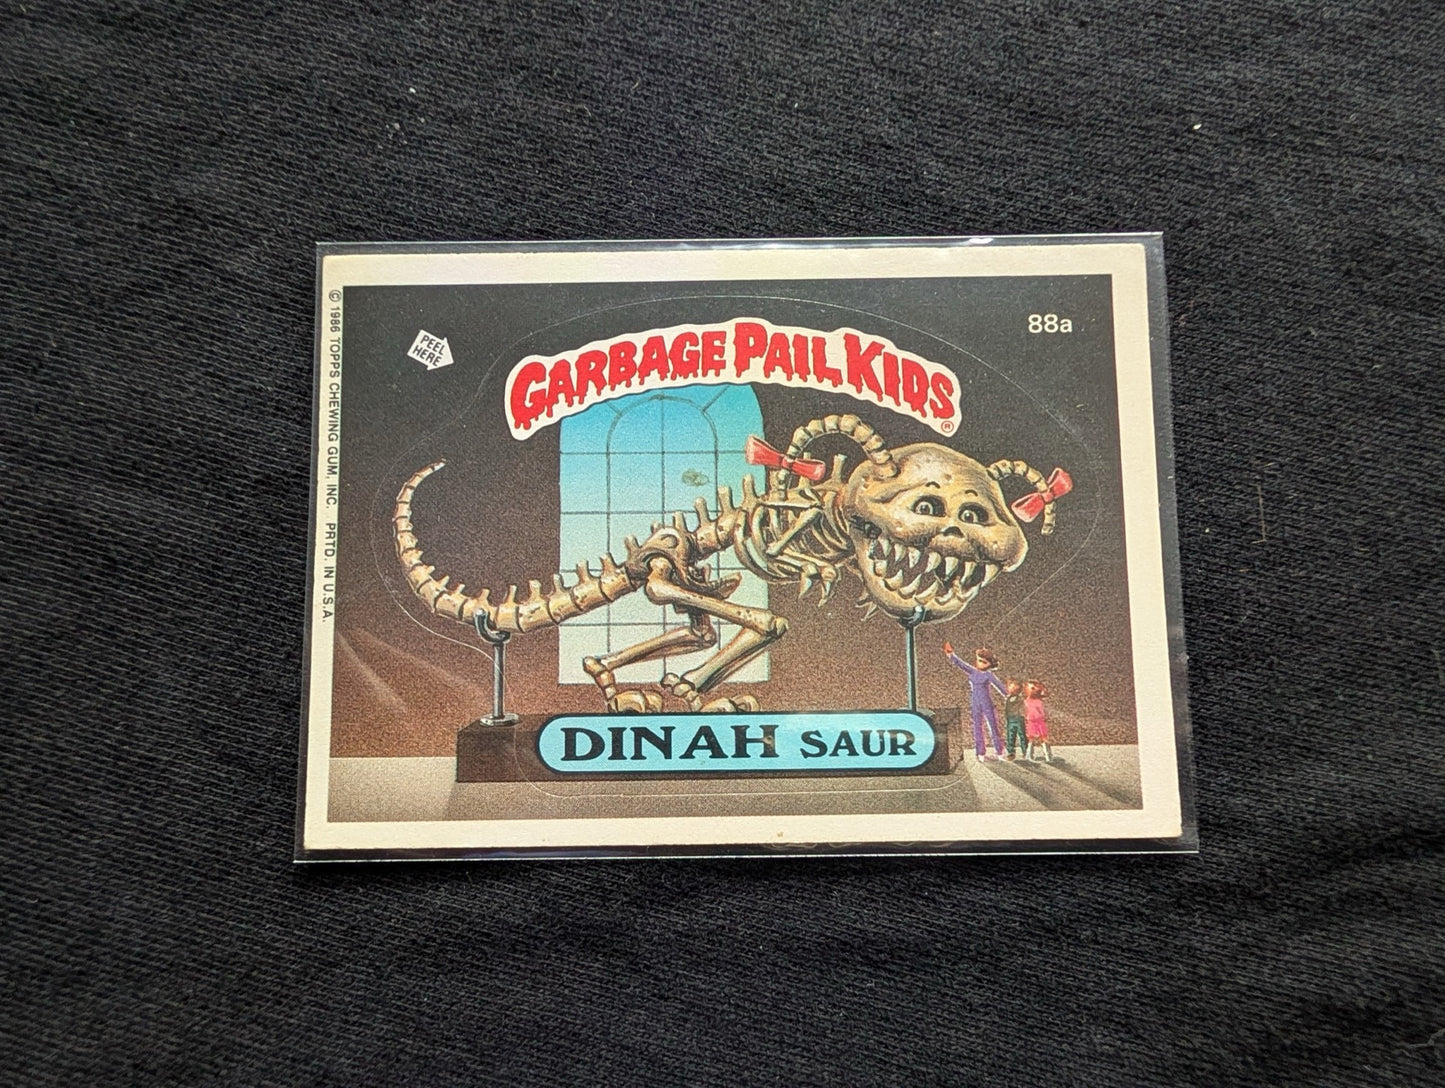 88a
PEEL
HERE
GARBAGE PAIL KIDS®
© 1986 TOPPS CHEWING GUM, INC. PRTD. IN U.S.A.
DINAH SAUR